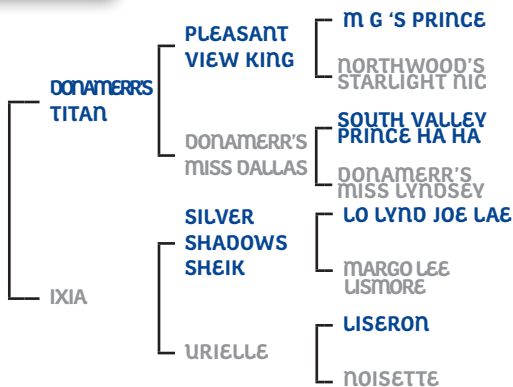 DONAMERR'S
TITAN
PLEASANT
VIEW KING
M G 'S PRINCE
NORTHWOOD'S
STARLIGHT NIC
DONAMERR'S
MISS DALLAS
SOUTH VALLEY
PRINCE HA HA
DONAMERR'S
MISS LYNDSEY
IXIA
SILVER
SHADOWS
SHEIK
LO LYND JOE LAE
MARGO LEE
LISMORE
URIELLE
LISERON
NOISETTE